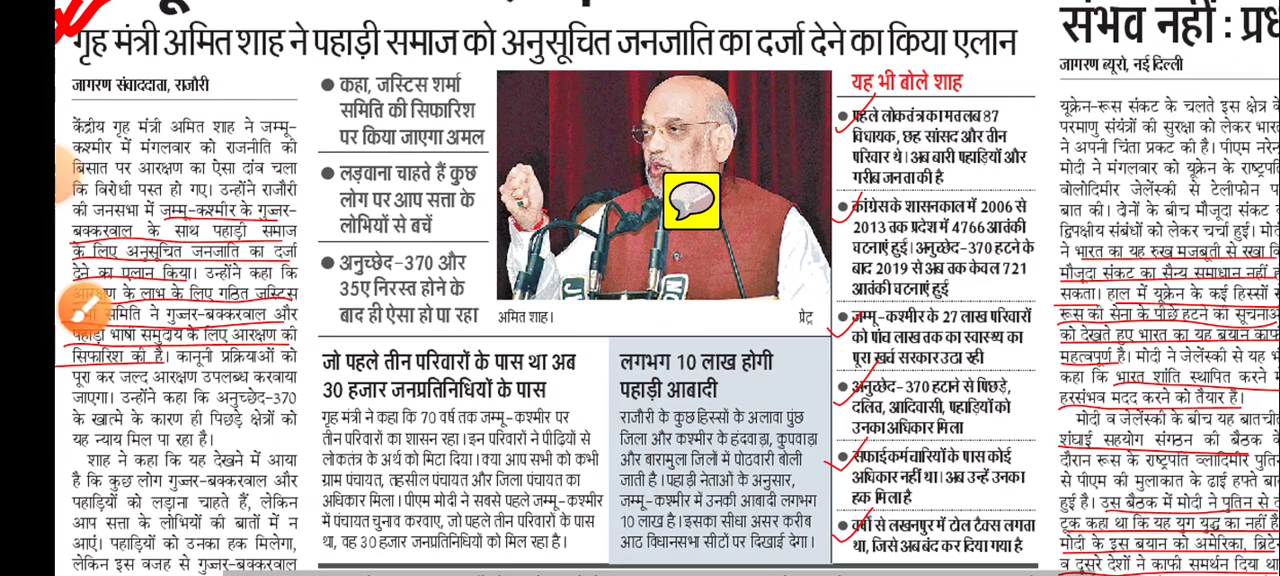 गृह मंत्री अमित शाह ने पहाड़ी समाज को अनुसूचित जनजाति का दर्जा देने का किया एलान
जागरण संवाददाता, राजौरी
केंद्रीय गृह मंत्री अमित शाह ने जम्मू-
कश्मीर में मंगलवार को राजनीति की
बिसात पर आरक्षण का ऐसा दांव चला
कि विरोधी पस्त हो गए। उन्होंने राजौरी
की जनसभा में जम्मू-कश्मीर के गुज्जर-
बक्करवाल के साथ पहाड़ी समाज
के लिए अनुसूचित जनजाति का दर्जा
देने का एलान किया। उन्होंने कहा कि
आरक्षण के लाभ के लिए गठित जस्टिस
समिति ने गुज्जर-बक्करवाल और
पहाड़ी भाषी समुदाय के लिए आरक्षण की
सिफारिश की है। कानूनी प्रक्रियाओं को
पूरा कर जल्द आरक्षण उपलब्ध करवाया
जाएगा। उन्होंने कहा कि अनुच्छेद-370
के खात्मे के कारण ही पिछड़े क्षेत्रों को
यह न्याय मिल पा रहा है।
शाह ने कहा कि यह देखने में आया
है कि कुछ लोग गुज्जर-बक्करवाल और
पहाड़ियों को लड़ाना चाहते हैं, लेकिन
आप सत्ता के लोभियों की बातों में न
आएं। पहाड़ियों को उनका हक मिलेगा,
लेकिन इस वजह से गुज्जर-बक्करवाल
● कहा, जस्टिस शर्मा
समिति की सिफारिश
पर किया जाएगा अमल
● लड़वाना चाहते हैं कुछ
लोग पर आप सत्ता के
लोभियों से बचें
● अनुच्छेद-370 और
35ए निरस्त होने के
बाद ही ऐसा हो पा रहा
अमित शाह। प्रेट्र
जो पहले तीन परिवारों के पास था अब
30 हजार जनप्रतिनिधियों के पास
गृह मंत्री ने कहा कि 70 वर्ष तक जम्मू-कश्मीर पर
तीन परिवारों का शासन रहा। इन परिवारों ने पीढ़ियों से
लोकतंत्र के अर्थ को मिटा दिया। क्या आप सभी को कभी
ग्राम पंचायत, तहसील पंचायत और जिला पंचायत का
अधिकार मिला। पीएम मोदी ने सबसे पहले जम्मू-कश्मीर
में पंचायत चुनाव करवाए, जो पहले तीन परिवारों के पास
था, वह 30 हजार जनप्रतिनिधियों को मिल रहा है।
लगभग 10 लाख होगी
पहाड़ी आबादी
राजौरी के कुछ हिस्सों के अलावा पुंछ
जिला और कश्मीर के हंदवाड़ा, कुपवाड़ा
और बारामुला जिलों में पोठवारी बोली
जाती है। पहाड़ी नेताओं के अनुसार,
जम्मू-कश्मीर में उनकी आबादी लगभग
10 लाख है। इसका सीधा असर करीब
आठ विधानसभा सीटों पर दिखाई देगा।
यह भी बोले शाह
● पहले लोकतंत्र का मतलब 87
विधायक, छह सांसद और तीन
परिवार थे। अब बारी पहाड़ियों और
गरीब जनता की है
● कांग्रेस के शासनकाल में 2006 से
2013 तक प्रदेश में 4766 आतंकी
घटनाएं हुईं। अनुच्छेद-370 हटने के
बाद 2019 से अब तक केवल 721
आतंकी घटनाएं हुईं
● जम्मू-कश्मीर के 27 लाख परिवारों
को पांच लाख तक का स्वास्थ्य का
पूरा खर्च सरकार उठा रही
● अनुच्छेद-370 हटाने से पिछड़े,
दलित, आदिवासी, पहाड़ियों को
उनका अधिकार मिला
● सफाई कर्मचारियों के पास कोई
अधिकार नहीं था। अब उन्हें उनका
हक मिला है
● वर्षों से लखनपुर में टोल टैक्स लगता
था, जिसे अब बंद कर दिया गया है
संभव नहीं : प्रध
जागरण ब्यूरो, नई दिल्ली
यूक्रेन-रूस संकट के चलते इस क्षेत्र के
परमाणु संयंत्रों की सुरक्षा को लेकर भार
ने अपनी चिंता प्रकट की है। पीएम नरे
मोदी ने मंगलवार को यूक्रेन के राष्ट्रप
वोलोदिमीर जेलेंस्की से टेलीफोन प
बात की। दोनों के बीच मौजूदा संकट
द्विपक्षीय संबंधों को लेकर चर्चा हुई। मो
ने भारत का यह रुख मजबूती से रखा
मौजूदा संकट का सैन्य समाधान नहीं
सकता। हाल में यूक्रेन के कई हिस्सों
रूस की सेना के पीछे हटने की सूचना
को देखते हुए भारत का यह बयान काफ
महत्वपूर्ण है। मोदी ने जेलेंस्की से यह
कहा कि भारत शांति स्थापित करने
हरसंभव मदद करने को तैयार है।
मोदी व जेलेंस्की के बीच यह बातची
शंघाई सहयोग संगठन की बैठक के
दौरान रूस के राष्ट्रपति व्लादिमीर पुति
से पीएम की मुलाकात के ढाई हफ्ते बा
हुई है। उस बैठक में मोदी ने पुतिन से
टूक कहा था कि यह युग युद्ध का नहीं है
मोदी के इस बयान को अमेरिका, ब्रिटे
व दूसरे देशों ने काफी समर्थन दिया था